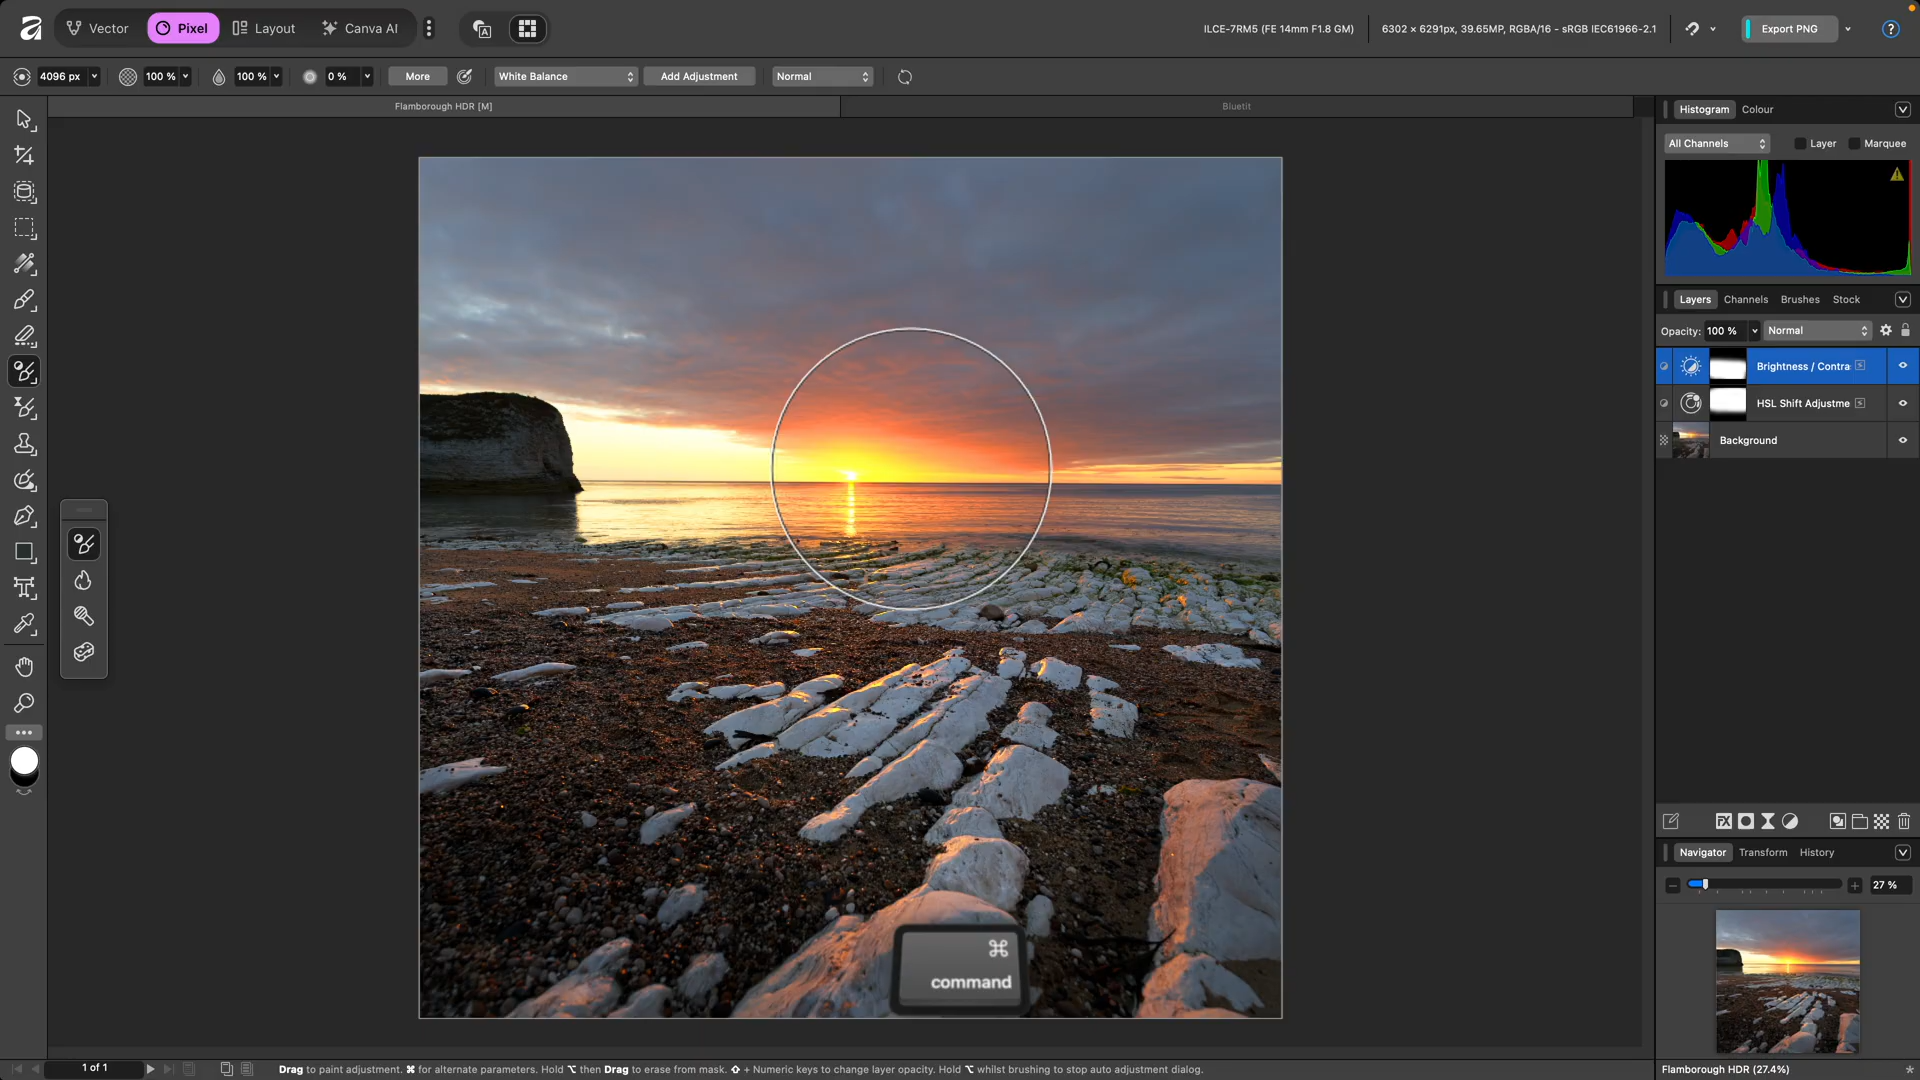 Vector
Pixel
Layout
Canva AI
ILCE-7RM5 (FE 14mm F1.8 GM)
6302 × 6291px, 39.65MP, RGBA/16 - sRGB IEC61966-2.1
Export PNG
?
4096 px
100 %
100 %
0 %
More
White Balance
Add Adjustment
Normal
Flamborough HDR [M]
Bluetit
Histogram
Colour
All Channels
Layer
Marquee
Layers
Channels
Brushes
Stock
Opacity:
100 %
Normal
Brightness / Contra
HSL Shift Adjustme
Background
FX
Navigator
Transform
History
27 %
⌘
command
1 of 1
Drag to paint adjustment. ⌘ for alternate parameters. Hold ⌥ then Drag to erase from mask. ⇧ + Numeric keys to change layer opacity. Hold ⌥ whilst brushing to stop auto adjustment dialog.
Flamborough HDR (27.4%)